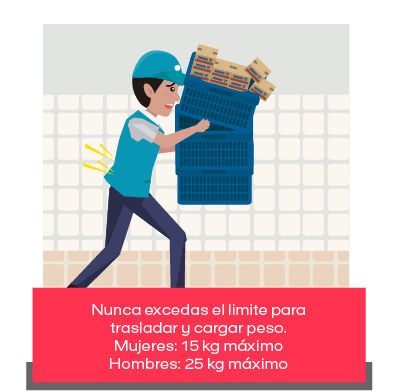 Nunca excedas el limite para
trasladar y cargar peso.
Mujeres: 15 kg máximo
Hombres: 25 kg máximo